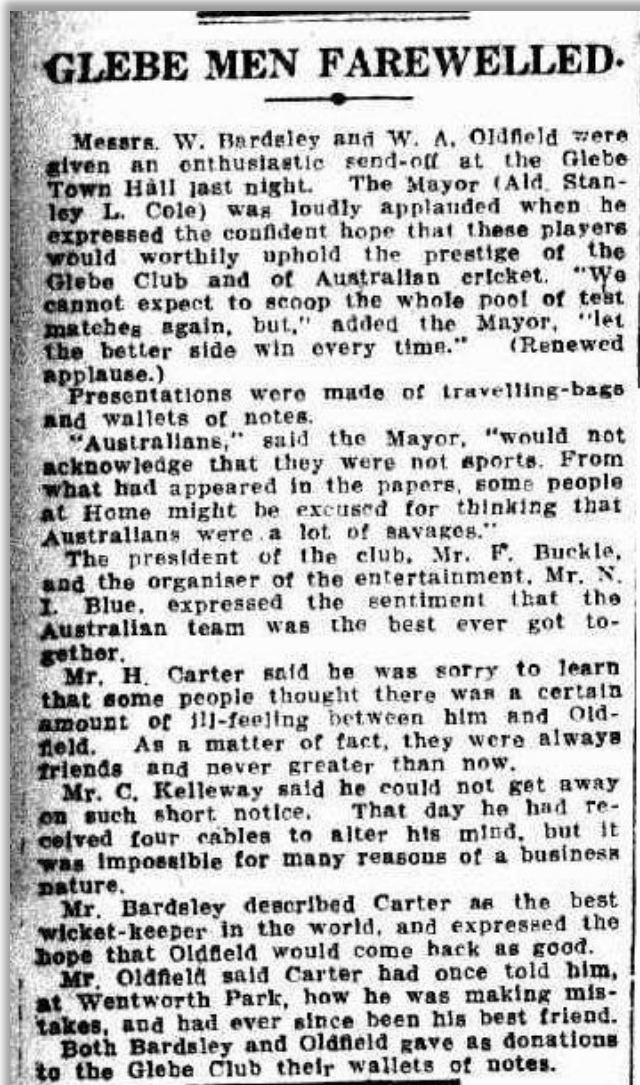 GLEBE MEN FAREWELLED.
Messrs. W. Bardsley and W. A. Oldfield were
given an enthusiastic send-off at the Glebe
Town Hall last night. The Mayor (Ald. Stan-
ley L. Cole) was loudly applauded when he
expressed the confident hope that these players
would worthily uphold the prestige of the
Glebe Club and of Australian cricket. "We
cannot expect to scoop the whole pool of test
matches again, but," added the Mayor, "let
the better side win every time." (Renewed
applause.)
Presentations were made of travelling-bags
and wallets of notes.
"Australians," said the Mayor, "would not
acknowledge that they were not sports. From
what had appeared in the papers, some people
at Home might be excused for thinking that
Australians were a lot of savages."
The president of the club, Mr. F. Buckle,
and the organiser of the entertainment, Mr. N.
I. Blue, expressed the sentiment that the
Australian team was the best ever got to-
gether.
Mr. H. Carter said he was sorry to learn
that some people thought there was a certain
amount of ill-feeling between him and Old-
field. As a matter of fact, they were always
friends and never greater than now.
Mr. C. Kelleway said he could not get away
on such short notice. That day he had re-
ceived four cables to alter his mind, but it
was impossible for many reasons of a business
nature.
Mr. Bardsley described Carter as the best
wicket-keeper in the world, and expressed the
hope that Oldfield would come back as good.
Mr. Oldfield said Carter had once told him,
at Wentworth Park, how he was making mis-
takes, and had ever since been his best friend.
Both Bardsley and Oldfield gave as donations
to the Glebe Club their wallets of notes.